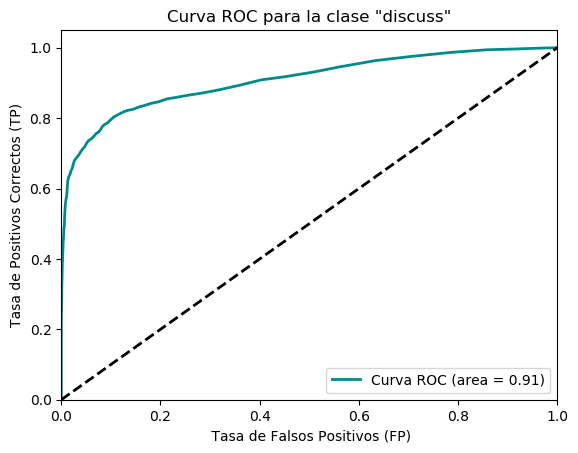 Curva ROC para la clase "discuss"
Tasa de Positivos Correctos (TP)
1.0
0.8
0.6
0.4
0.2
0.0
Curva ROC (area = 0.91)
0.0 0.2 0.4 0.6 0.8 1.0
Tasa de Falsos Positivos (FP)